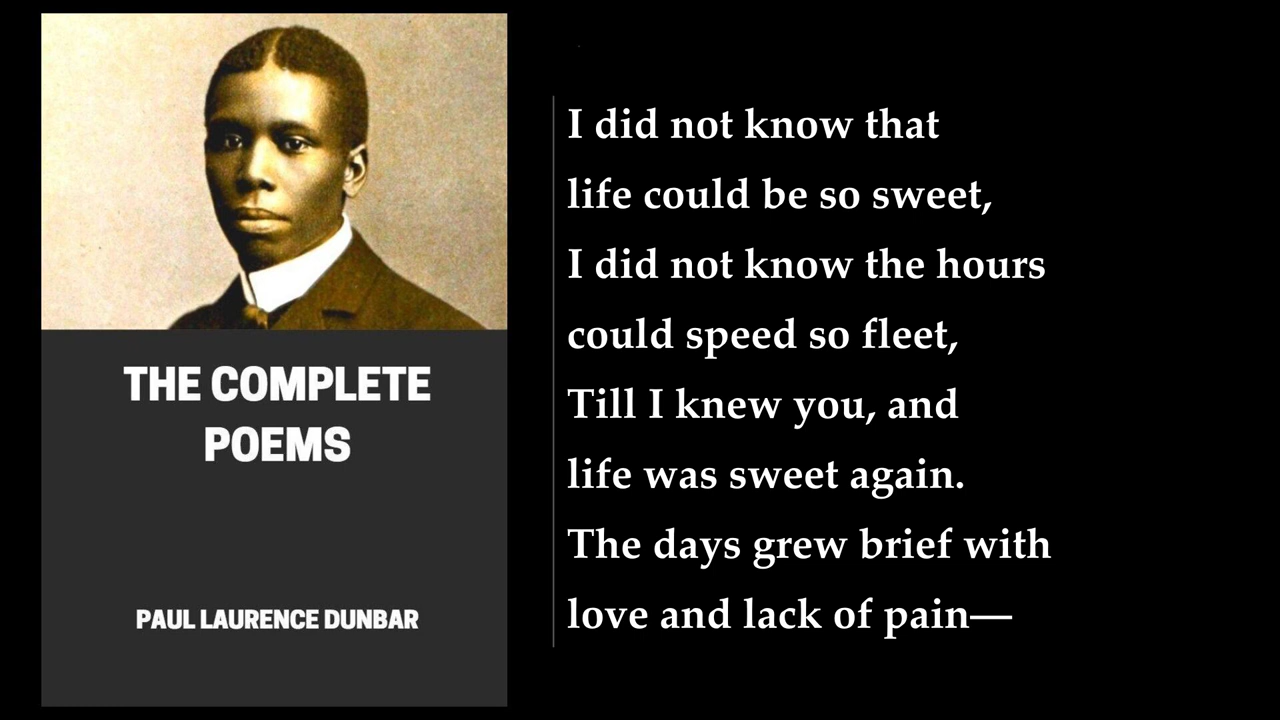 THE COMPLETE
POEMS
PAUL LAURENCE DUNBAR
I did not know that
life could be so sweet,
I did not know the hours
could speed so fleet,
Till I knew you, and
life was sweet again.
The days grew brief with
love and lack of pain—